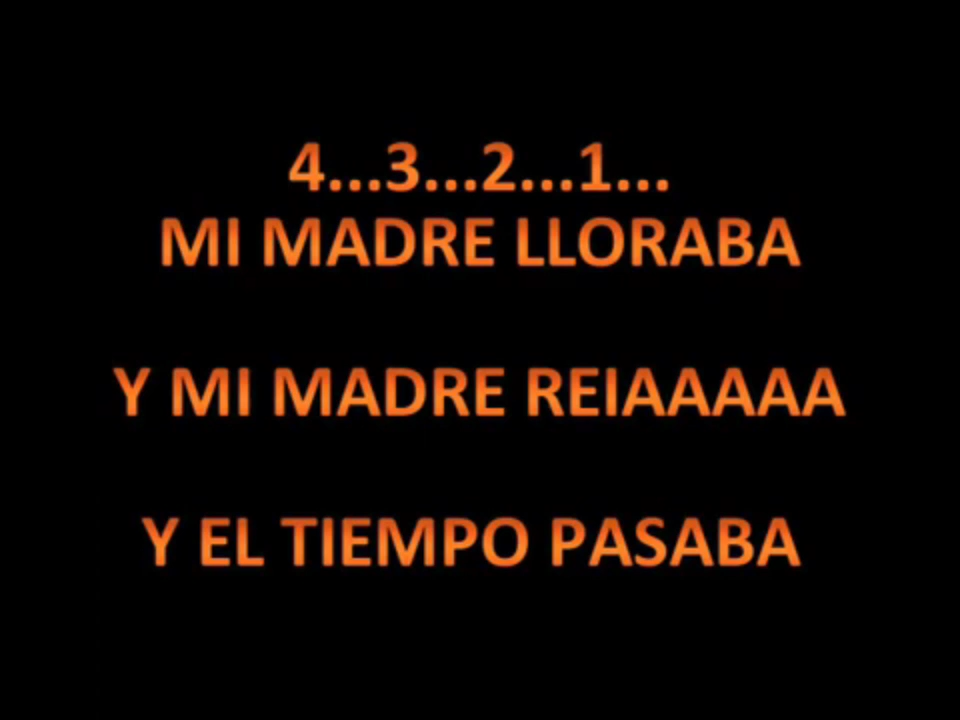 4...3...2...1...
MI MADRE LLORABA
Y MI MADRE REIAAAAA
Y EL TIEMPO PASABA